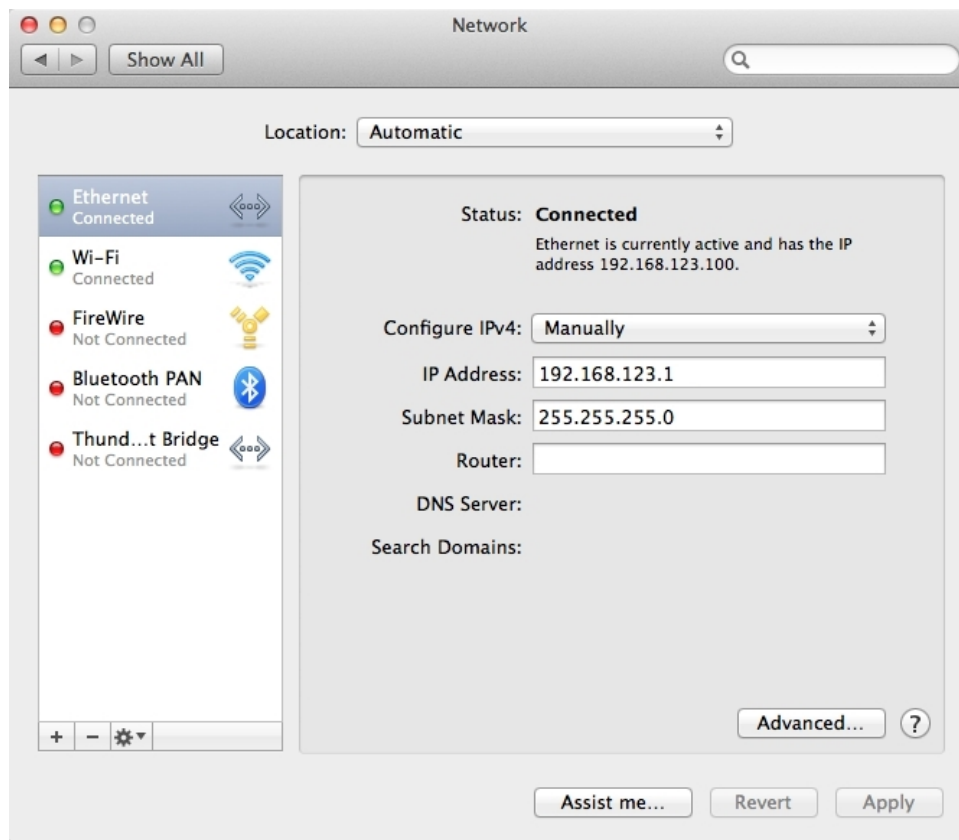 Network
Show All
Location: Automatic
Ethernet
Connected
Wi-Fi
Connected
FireWire
Not Connected
Bluetooth PAN
Not Connected
Thund...t Bridge
Not Connected
Status: Connected
Ethernet is currently active and has the IP
address 192.168.123.100.
Configure IPv4: Manually
IP Address: 192.168.123.1
Subnet Mask: 255.255.255.0
Router:
DNS Server:
Search Domains:
Advanced...
?
+ −
Assist me...
Revert
Apply